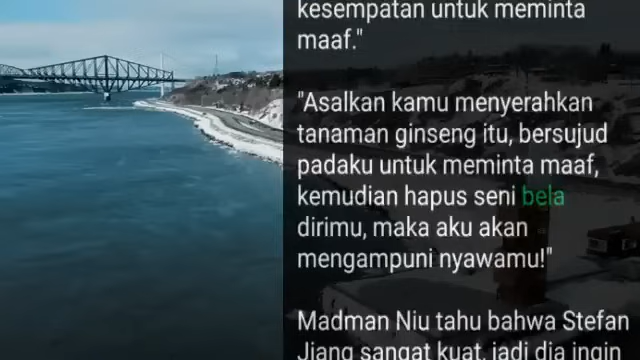 kesempatan untuk meminta
maaf."
"Asalkan kamu menyerahkan
tanaman ginseng itu, bersujud
padaku untuk meminta maaf,
kemudian hapus seni bela
dirimu, maka aku akan
mengampuni nyawamu!"
Madman Niu tahu bahwa Stefan
Jiang sangat kuat, jadi dia ingin